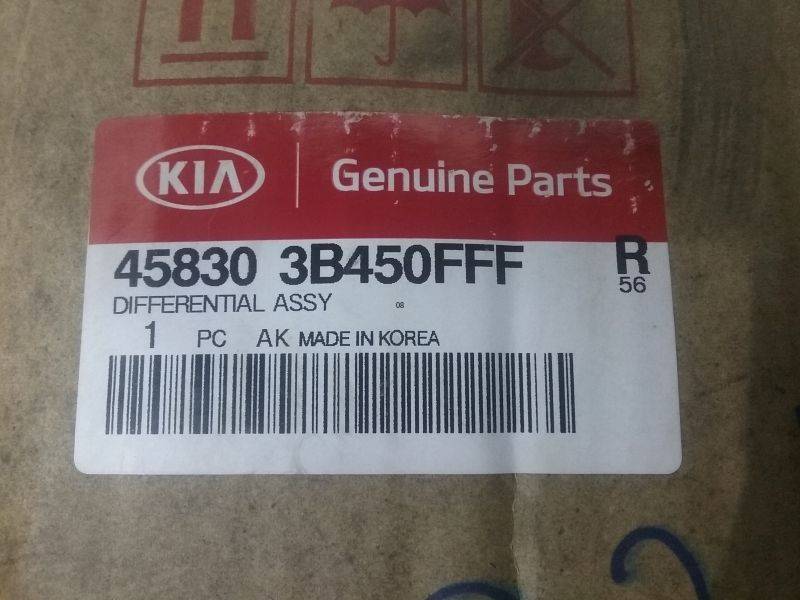 KIA Genuine Parts
45830 3B450FFF R
DIFFERENTIAL ASSY 08 56
1 PC AK MADE IN KOREA